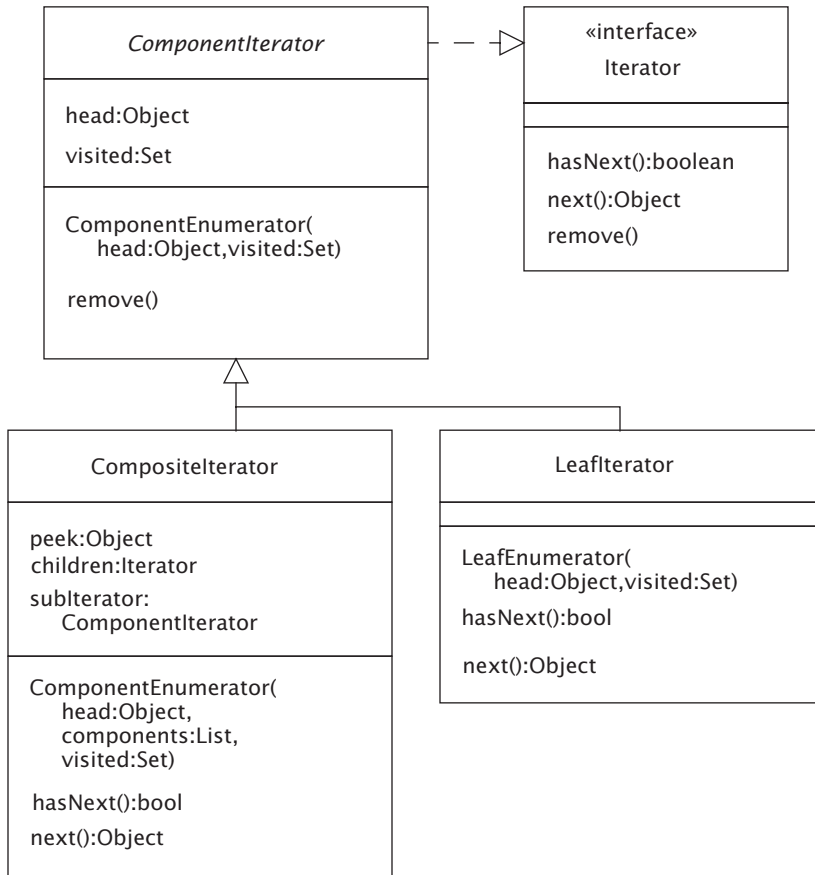 ComponentIterator
head:Object
visited:Set
ComponentEnumerator(
head:Object,visited:Set)
remove()
«interface»
Iterator
hasNext():boolean
next():Object
remove()
CompositeIterator
peek:Object
children:Iterator
subIterator:
ComponentIterator
ComponentEnumerator(
head:Object,
components:List,
visited:Set)
hasNext():bool
next():Object
LeafIterator
LeafEnumerator(
head:Object,visited:Set)
hasNext():bool
next():Object